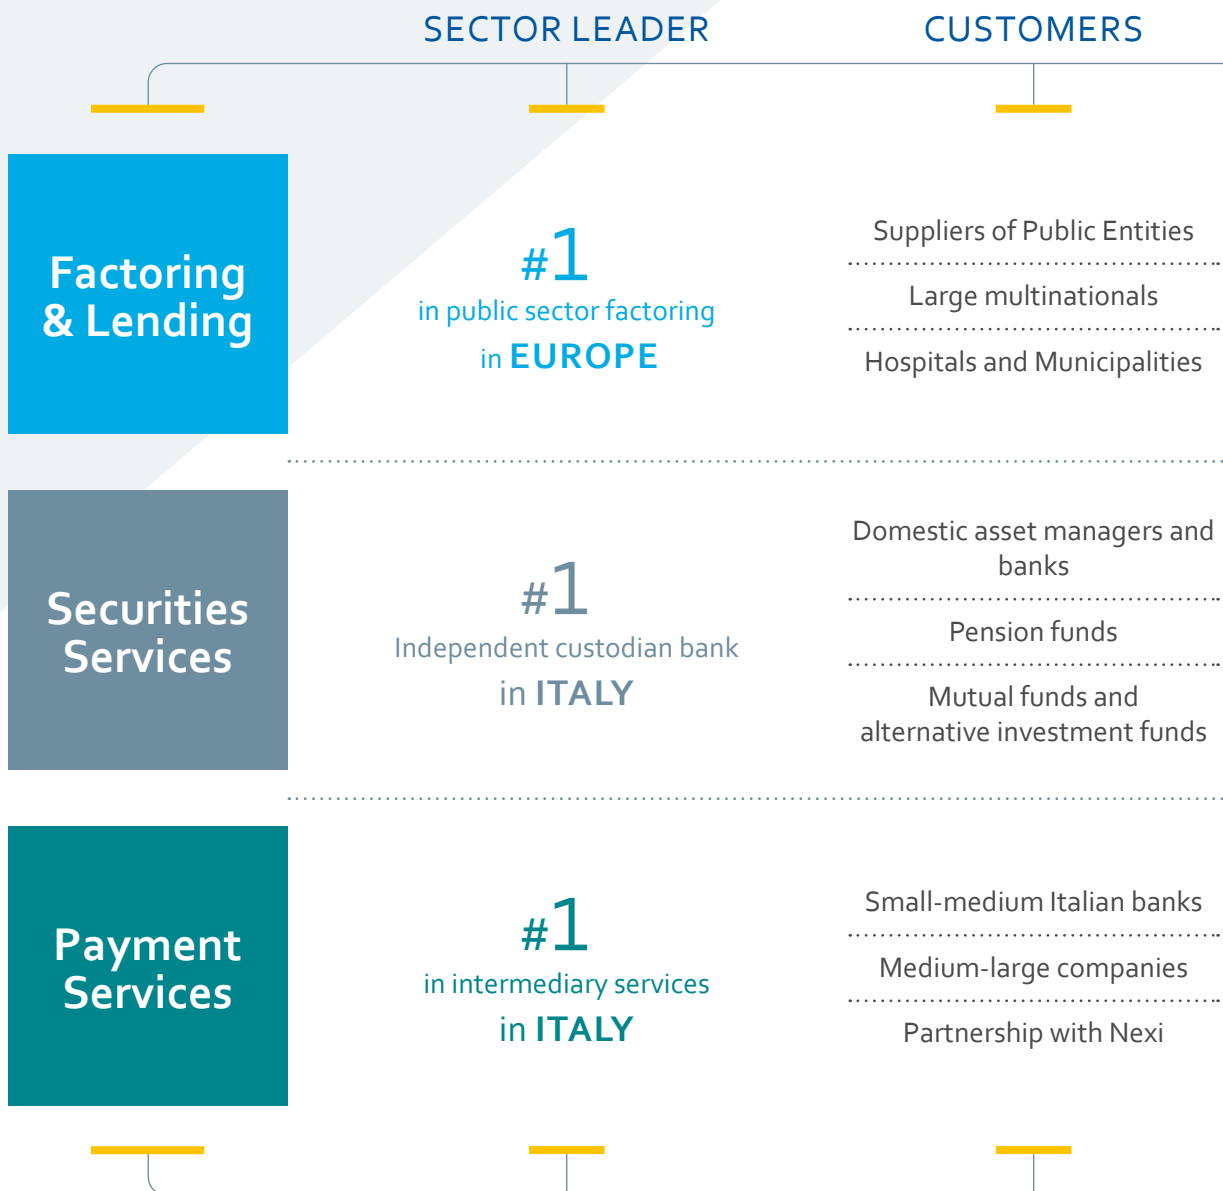 SECTOR LEADER
CUSTOMERS
Factoring
& Lending
#1
in public sector factoring
in EUROPE
Suppliers of Public Entities
Large multinationals
Hospitals and Municipalities
Securities
Services
#1
Independent custodian bank
in ITALY
Domestic asset managers and
banks
Pension funds
Mutual funds and
alternative investment funds
Payment
Services
#1
in intermediary services
in ITALY
Small-medium Italian banks
Medium-large companies
Partnership with Nexi